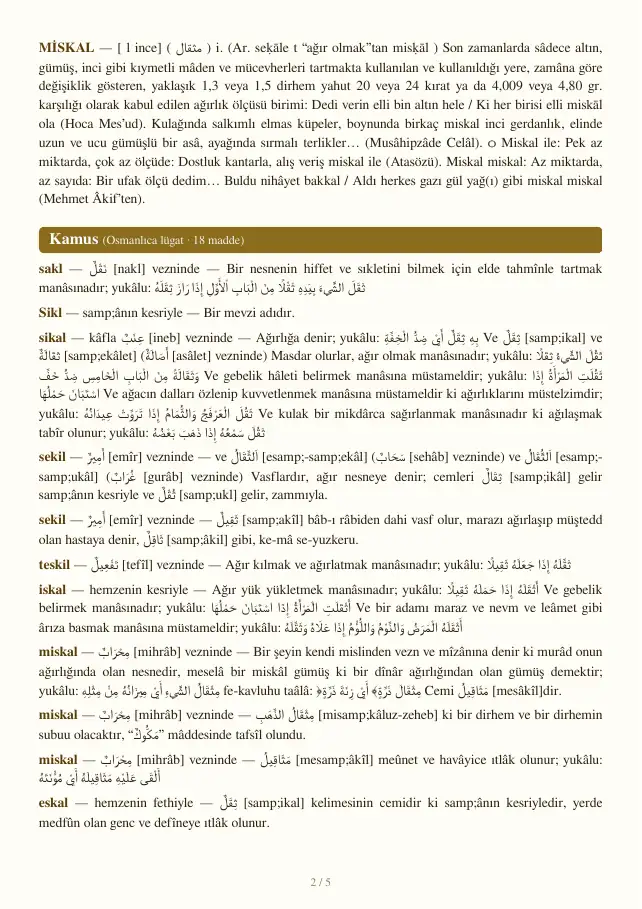 MİSKAL — [ l ince] ( مثقال ) i. (Ar. seḳāle t “ağır olmak”tan misḳāl ) Son zamanlarda sâdece altın,
gümüş, inci gibi kıymetli mâden ve mücevherleri tartmakta kullanılan ve kullanıldığı yere, zamâna göre
değişiklik gösteren, yaklaşık 1,3 veya 1,5 dirhem yahut 20 veya 24 kırat ya da 4,009 veya 4,80 gr.
karşılığı olarak kabul edilen ağırlık ölçüsü birimi: Dedi verin elli bin altın hele / Ki her birisi elli miskāl
ola (Hoca Mes’ud). Kulağında salkımlı elmas küpeler, boynunda birkaç miskal inci gerdanlık, elinde
uzun ve ucu gümüşlü bir asâ, ayağında sırmalı terlikler… (Musâhipzâde Celâl). ο Miskal ile: Pek az
miktarda, çok az ölçüde: Dostluk kantarla, alış veriş miskal ile (Atasözü). Miskal miskal: Az miktarda,
az sayıda: Bir ufak ölçü dedim… Buldu nihâyet bakkal / Aldı herkes gazı gül yağ(ı) gibi miskal miskal
(Mehmet Âkif’ten).
Kamus (Osmanlıca lügat · 18 madde)
sakl — نَقْلٌ [nakl] vezninde — Bir nesnenin hiffet ve sıkletini bilmek için elde tahmînle tartmak
manâsınadır; yukâlu: ثَقَلَ الشَّيءَ بِيَدِهِ ثَقْلًا مِنَ الْبَابِ الْأَوَّلِ إِذَا رَازَ ثِقَلَهُ
Sikl — samp;ânın kesriyle — Bir mevzi adıdır.
sikal — kâfla عِنَبٌ [ineb] vezninde — Ağırlığa denir; yukâlu: بِهِ ثِقَلٌ أَيْ ضِدُّ الْخِفَّةِ Ve ثِقَلٌ [samp;ikal] ve
ثَقَالَةٌ [samp;ekâlet] (أَصَالَةٌ [asâlet] vezninde) Masdar olurlar, ağır olmak manâsınadır; yukâlu: ثَقُلَ الشَّيءُ ثِقَلًا
وَثَقَالَةً مِنَ الْبَابِ الْخَامِسِ ضِدُّ خَفَّ Ve gebelik hâleti belirmek manâsına müstameldir; yukâlu: ثَقُلَتِ الْمَرْأَةُ إِذَا
اسْتَبَانَ حَمْلُهَا Ve ağacın dalları özlenip kuvvetlenmek manâsına müstameldir ki ağırlıklarını müstelzimdir;
yukâlu: ثَقُلَ الْعَرْفَجُ وَالثُّمَامُ إِذَا تَرَوَّتْ عِيدَانُهُ Ve kulak bir mikdârca sağırlanmak manâsınadır ki ağılaşmak
tabîr olunur; yukâlu: ثَقُلَ سَمْعُهُ إِذَا ذَهَبَ بَعْضُهُ
sekil — أَمِيرٌ [emîr] vezninde — ve اَلثَّقَالُ [esamp;-samp;ekâl] (سَحَابٌ [sehâb] vezninde) ve اَلثُّقَالُ [esamp;-
samp;ukâl] (غُرَابٌ [gurâb] vezninde) Vasflardır, ağır nesneye denir; cemleri ثِقَالٌ [samp;ikâl] gelir
samp;ânın kesriyle ve ثُقُلٌ [samp;ukl] gelir, zammıyla.
sekil — أَمِيرٌ [emîr] vezninde — ثَقِيلٌ [samp;akîl] bâb-ı râbiden dahi vasf olur, marazı ağırlaşıp müştedd
olan hastaya denir, ثَاقِلٌ [samp;âkil] gibi, ke-mâ se-yuzkeru.
teskil — تَفْعِيلٌ [tefîl] vezninde — Ağır kılmak ve ağırlatmak manâsınadır; yukâlu: ثَقَّلَهُ إِذَا جَعَلَهُ ثَقِيلًا
iskal — hemzenin kesriyle — Ağır yük yükletmek manâsınadır; yukâlu: أَثْقَلَهُ إِذَا حَمَلَهُ ثَقِيلًا Ve gebelik
belirmek manâsınadır; yukâlu: أَثْقَلَتِ الْمَرْأَةُ إِذَا اسْتَبَانَ حَمْلُهَا Ve bir adamı maraz ve nevm ve leâmet gibi
ârıza basmak manâsına müstameldir; yukâlu: أَثْقَلَهُ الْمَرَضُ وَالنَّوْمُ وَاللُّؤْمُ إِذَا عَلَاهُ وَثَقَلَهُ
miskal — مِحْرَابٌ [mihrâb] vezninde — Bir şeyin kendi mislinden vezn ve mîzânına denir ki murâd onun
ağırlığında olan nesnedir, meselâ bir miskâl gümüş ki bir dînâr ağırlığından olan gümüş demektir;
yukâlu: مِثْقَالُ الشَّيءِ أَيْ مِيزَانُهُ مِنْ مِثْلِهِ fe-kavluhu taâlâ: ﴿مِثْقَالَ ذَرَّةٍ﴾ أَيْ زِنَةَ ذَرَّةٍ Cemi مَثَاقِيلُ [mesâkîl]dir.
miskal — مِحْرَابٌ [mihrâb] vezninde — مِثْقَالُ الذَّهَبِ [misamp;kâluz-zeheb] ki bir dirhem ve bir dirhemin
subuu olacaktır, “مَكُّوكٌ” mâddesinde tafsîl olundu.
miskal — مِحْرَابٌ [mihrâb] vezninde — مَثَاقِيلُ [mesamp;âkîl] meûnet ve havâyice ıtlâk olunur; yukâlu:
أَلْقَى عَلَيْهِ مَثَاقِيلَهُ أَيْ مُؤْنَتَهُ
eskal — hemzenin fethiyle — ثِقَلٌ [samp;ikal] kelimesinin cemidir ki samp;ânın kesriyledir, yerde
medfûn olan genc ve defîneye ıtlâk olunur.
2 / 5